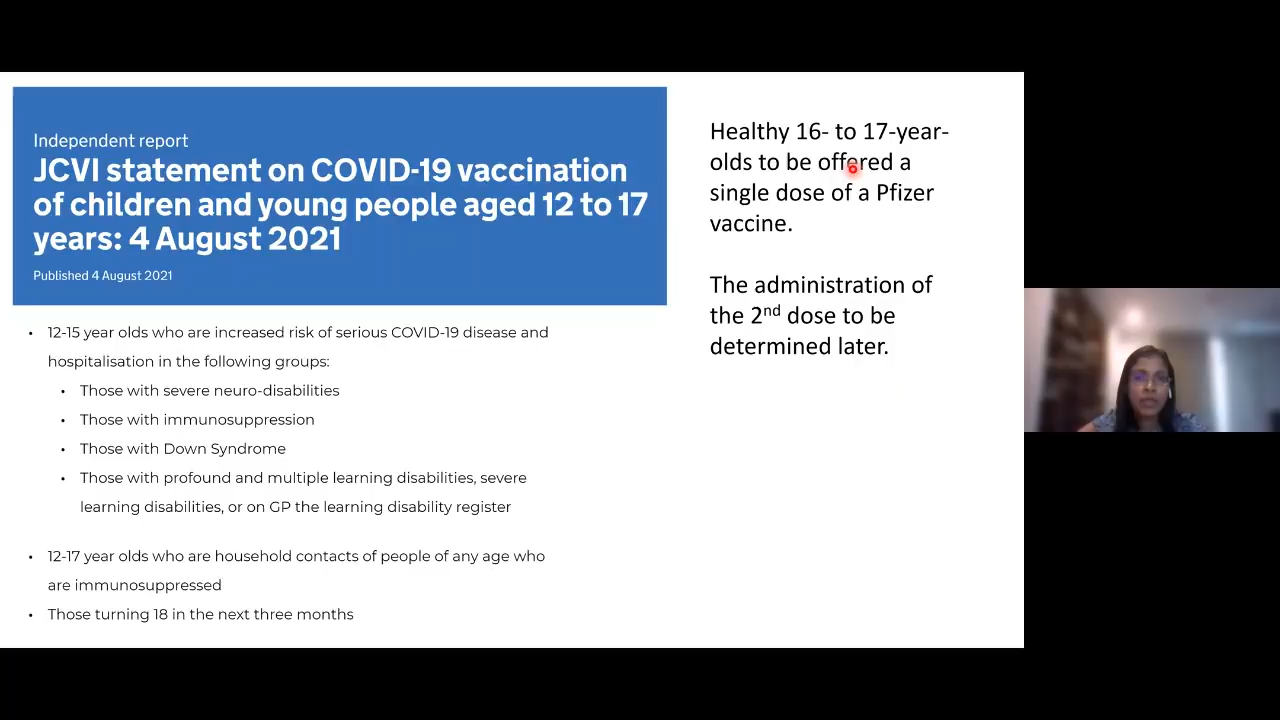 Independent report
JCVI statement on COVID-19 vaccination
of children and young people aged 12 to 17
years: 4 August 2021
Published 4 August 2021
• 12-15 year olds who are increased risk of serious COVID-19 disease and
hospitalisation in the following groups:
• Those with severe neuro-disabilities
• Those with immunosuppression
• Those with Down Syndrome
• Those with profound and multiple learning disabilities, severe
learning disabilities, or on GP the learning disability register
• 12-17 year olds who are household contacts of people of any age who
are immunosuppressed
• Those turning 18 in the next three months
Healthy 16- to 17-year-
olds to be offered a
single dose of a Pfizer
vaccine.
The administration of
the 2nd dose to be
determined later.